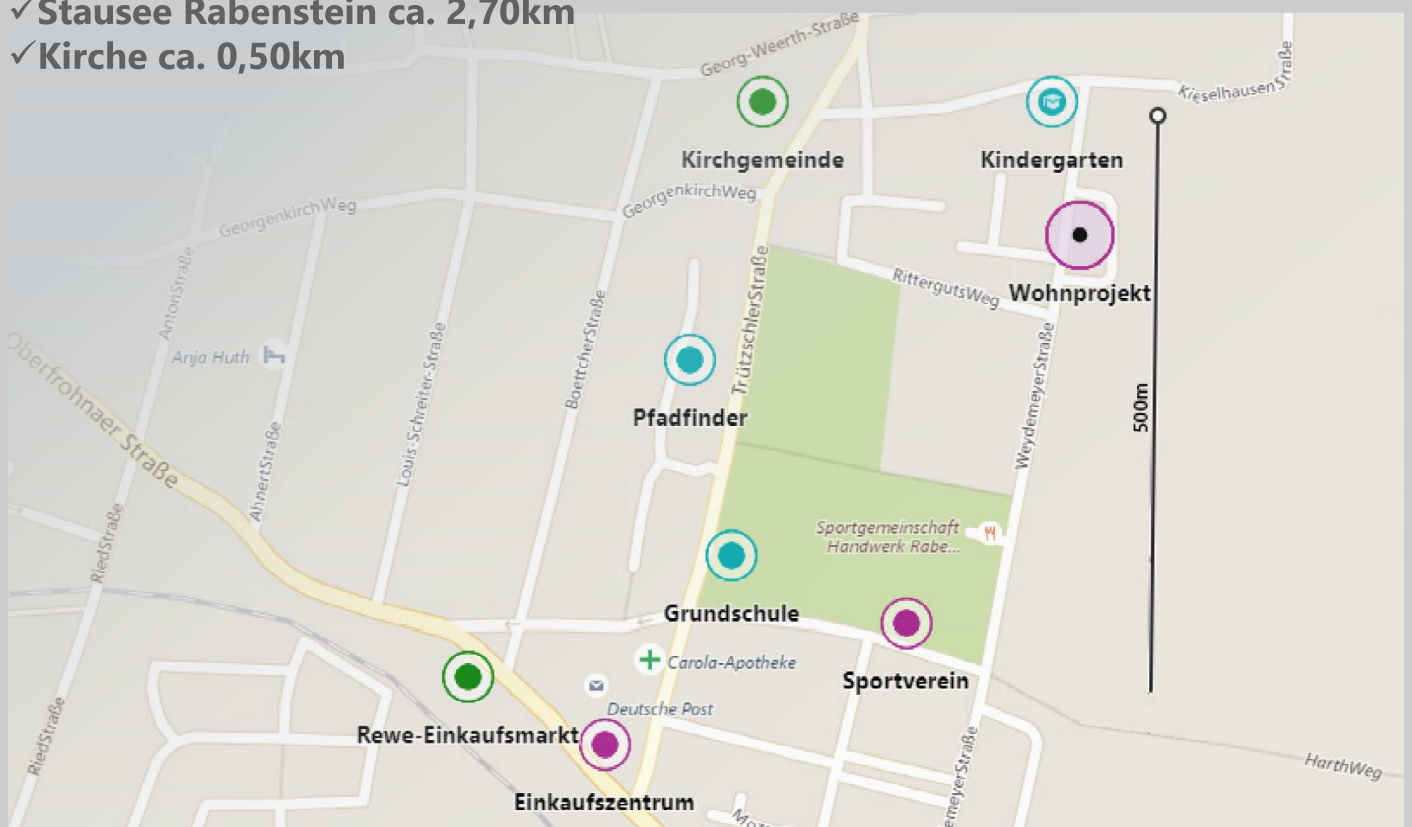 ✓Stausee Rabenstein ca. 2,70km
✓Kirche ca. 0,50km
Georg-Weerth-Straße
KieselhausenStraße
Kirchgemeinde
Kindergarten
GeorgenkirchWeg
GeorgenkirchWeg
AntonStraße
TrützschlerStraße
RittergutsWeg
Wohnprojekt
BoettcherStraße
Louis-Schreiter-Straße
WeydemeyerStraße
Anja Huth
Oberfrohnaer Straße
500m
Pfadfinder
AhnertStraße
RiedStraße
Sportgemeinschaft
Handwerk Rabe...
Grundschule
Carola-Apotheke
Sportverein
Deutsche Post
RiedStraße
Rewe-Einkaufsmarkt
emeyerStraße
HarthWeg
Einkaufszentrum